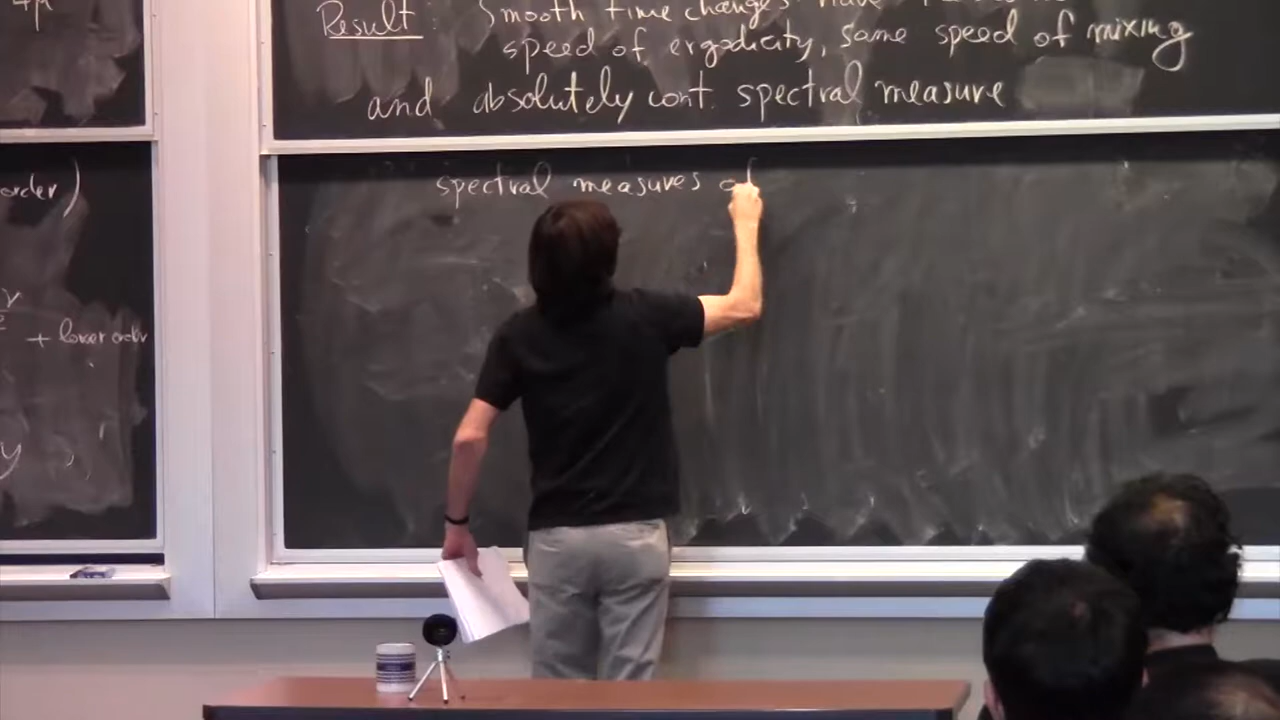 4μ
order)
+ lower order
y
Result: Smooth time changes have
speed of ergodicity, same speed of mixing
and absolutely cont. spectral measure
spectral measures of